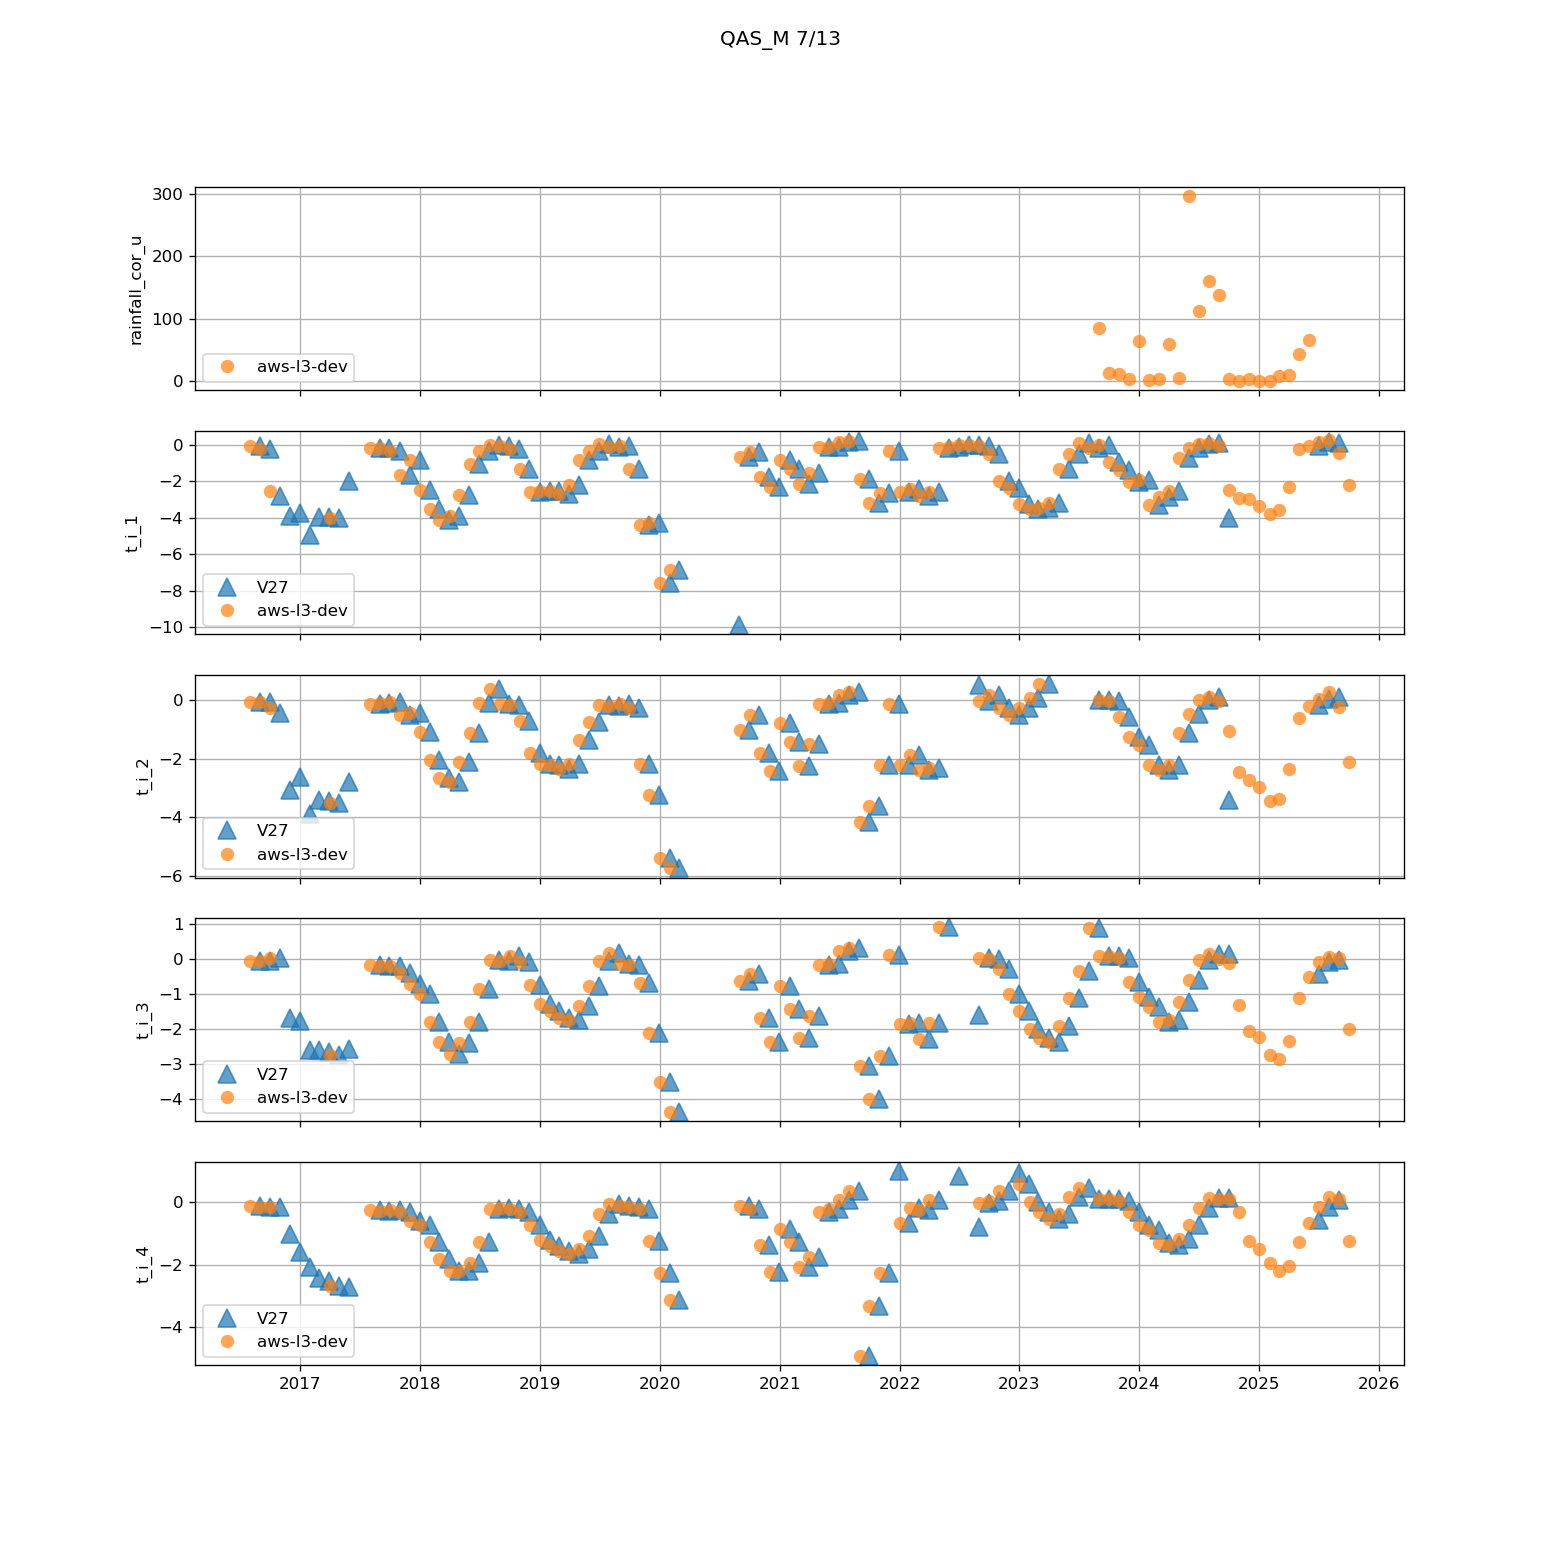 QAS_M 7/13
300
200
100
0
rainfall_cor_u
aws-l3-dev
0
−2
−4
−6
−8
−10
t_i_1
V27
aws-l3-dev
0
−2
−4
−6
t_i_2
V27
aws-l3-dev
1
0
−1
−2
−3
−4
t_i_3
V27
aws-l3-dev
0
−2
−4
t_i_4
V27
aws-l3-dev
2017 2018 2019 2020 2021 2022 2023 2024 2025 2026